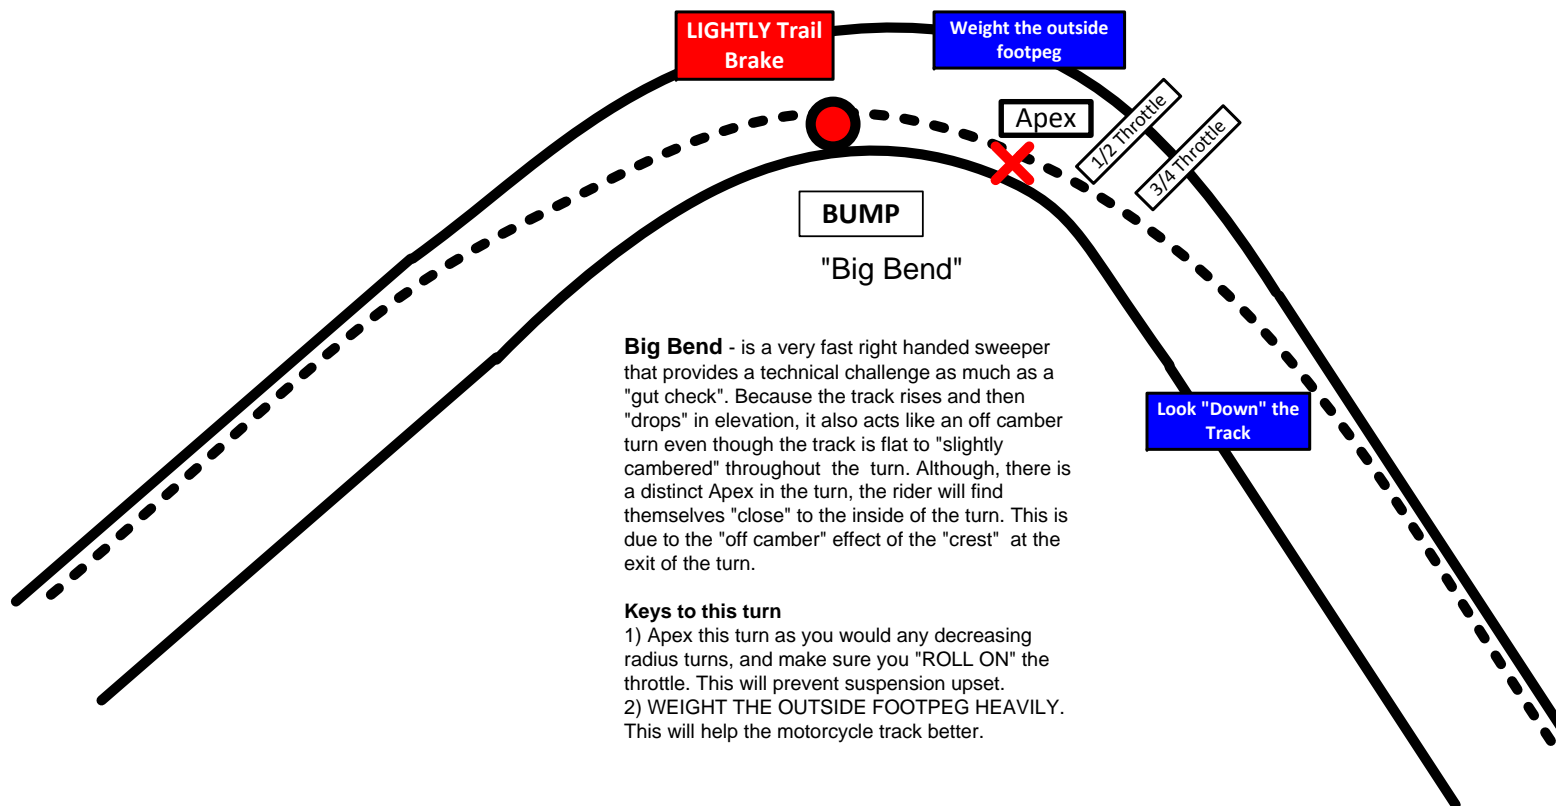 LIGHTLY Trail
Brake
Weight the outside
footpeg
Apex
1/2 Throttle
3/4 Throttle
BUMP
"Big Bend"
Big Bend - is a very fast right handed sweeper
that provides a technical challenge as much as a
"gut check". Because the track rises and then
"drops" in elevation, it also acts like an off camber
turn even though the track is flat to "slightly
cambered" throughout  the  turn. Although, there is
a distinct Apex in the turn, the rider will find
themselves "close" to the inside of the turn. This is
due to the "off camber" effect of the "crest"  at the
exit of the turn.
Look "Down" the
Track
Keys to this turn
1) Apex this turn as you would any decreasing
radius turns, and make sure you "ROLL ON" the
throttle. This will prevent suspension upset.
2) WEIGHT THE OUTSIDE FOOTPEG HEAVILY.
This will help the motorcycle track better.